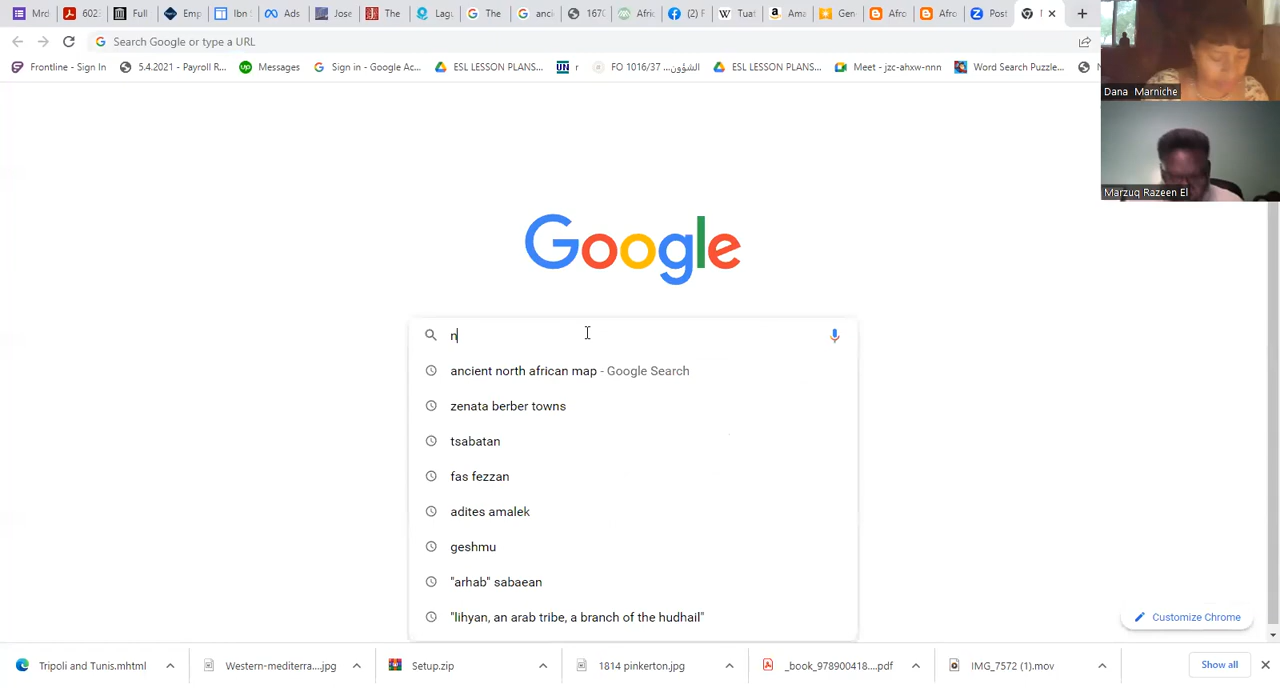 Mrd
602:
Full
Emp
Ibn
Ads
Jose
The
Lagu
The
anci
167(
Afri
(2) F
Tuat
Ama
Gen
Afro
Afro
Post
Search Google or type a URL
Frontline - Sign In
5.4.2021 - Payroll R...
Messages
Sign in - Google Ac...
ESL LESSON PLANS...
UN r
FO 1016/37 الشؤون...
ESL LESSON PLANS...
Meet - jzc-ahxw-nnn
Word Search Puzzle...
Dana Marniche
Marzuq Razeen El
Google
n
ancient north african map - Google Search
zenata berber towns
tsabatan
fas fezzan
adites amalek
geshmu
"arhab" sabaean
"lihyan, an arab tribe, a branch of the hudhail"
Customize Chrome
Tripoli and Tunis.mhtml
Western-mediterra....jpg
Setup.zip
1814 pinkerton.jpg
_book_978900418....pdf
IMG_7572 (1).mov
Show all